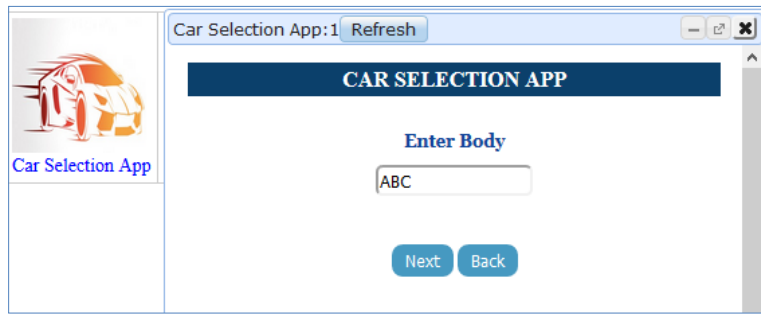 Car Selection App:1 Refresh
CAR SELECTION APP
Car Selection App
Enter Body
ABC
Next Back